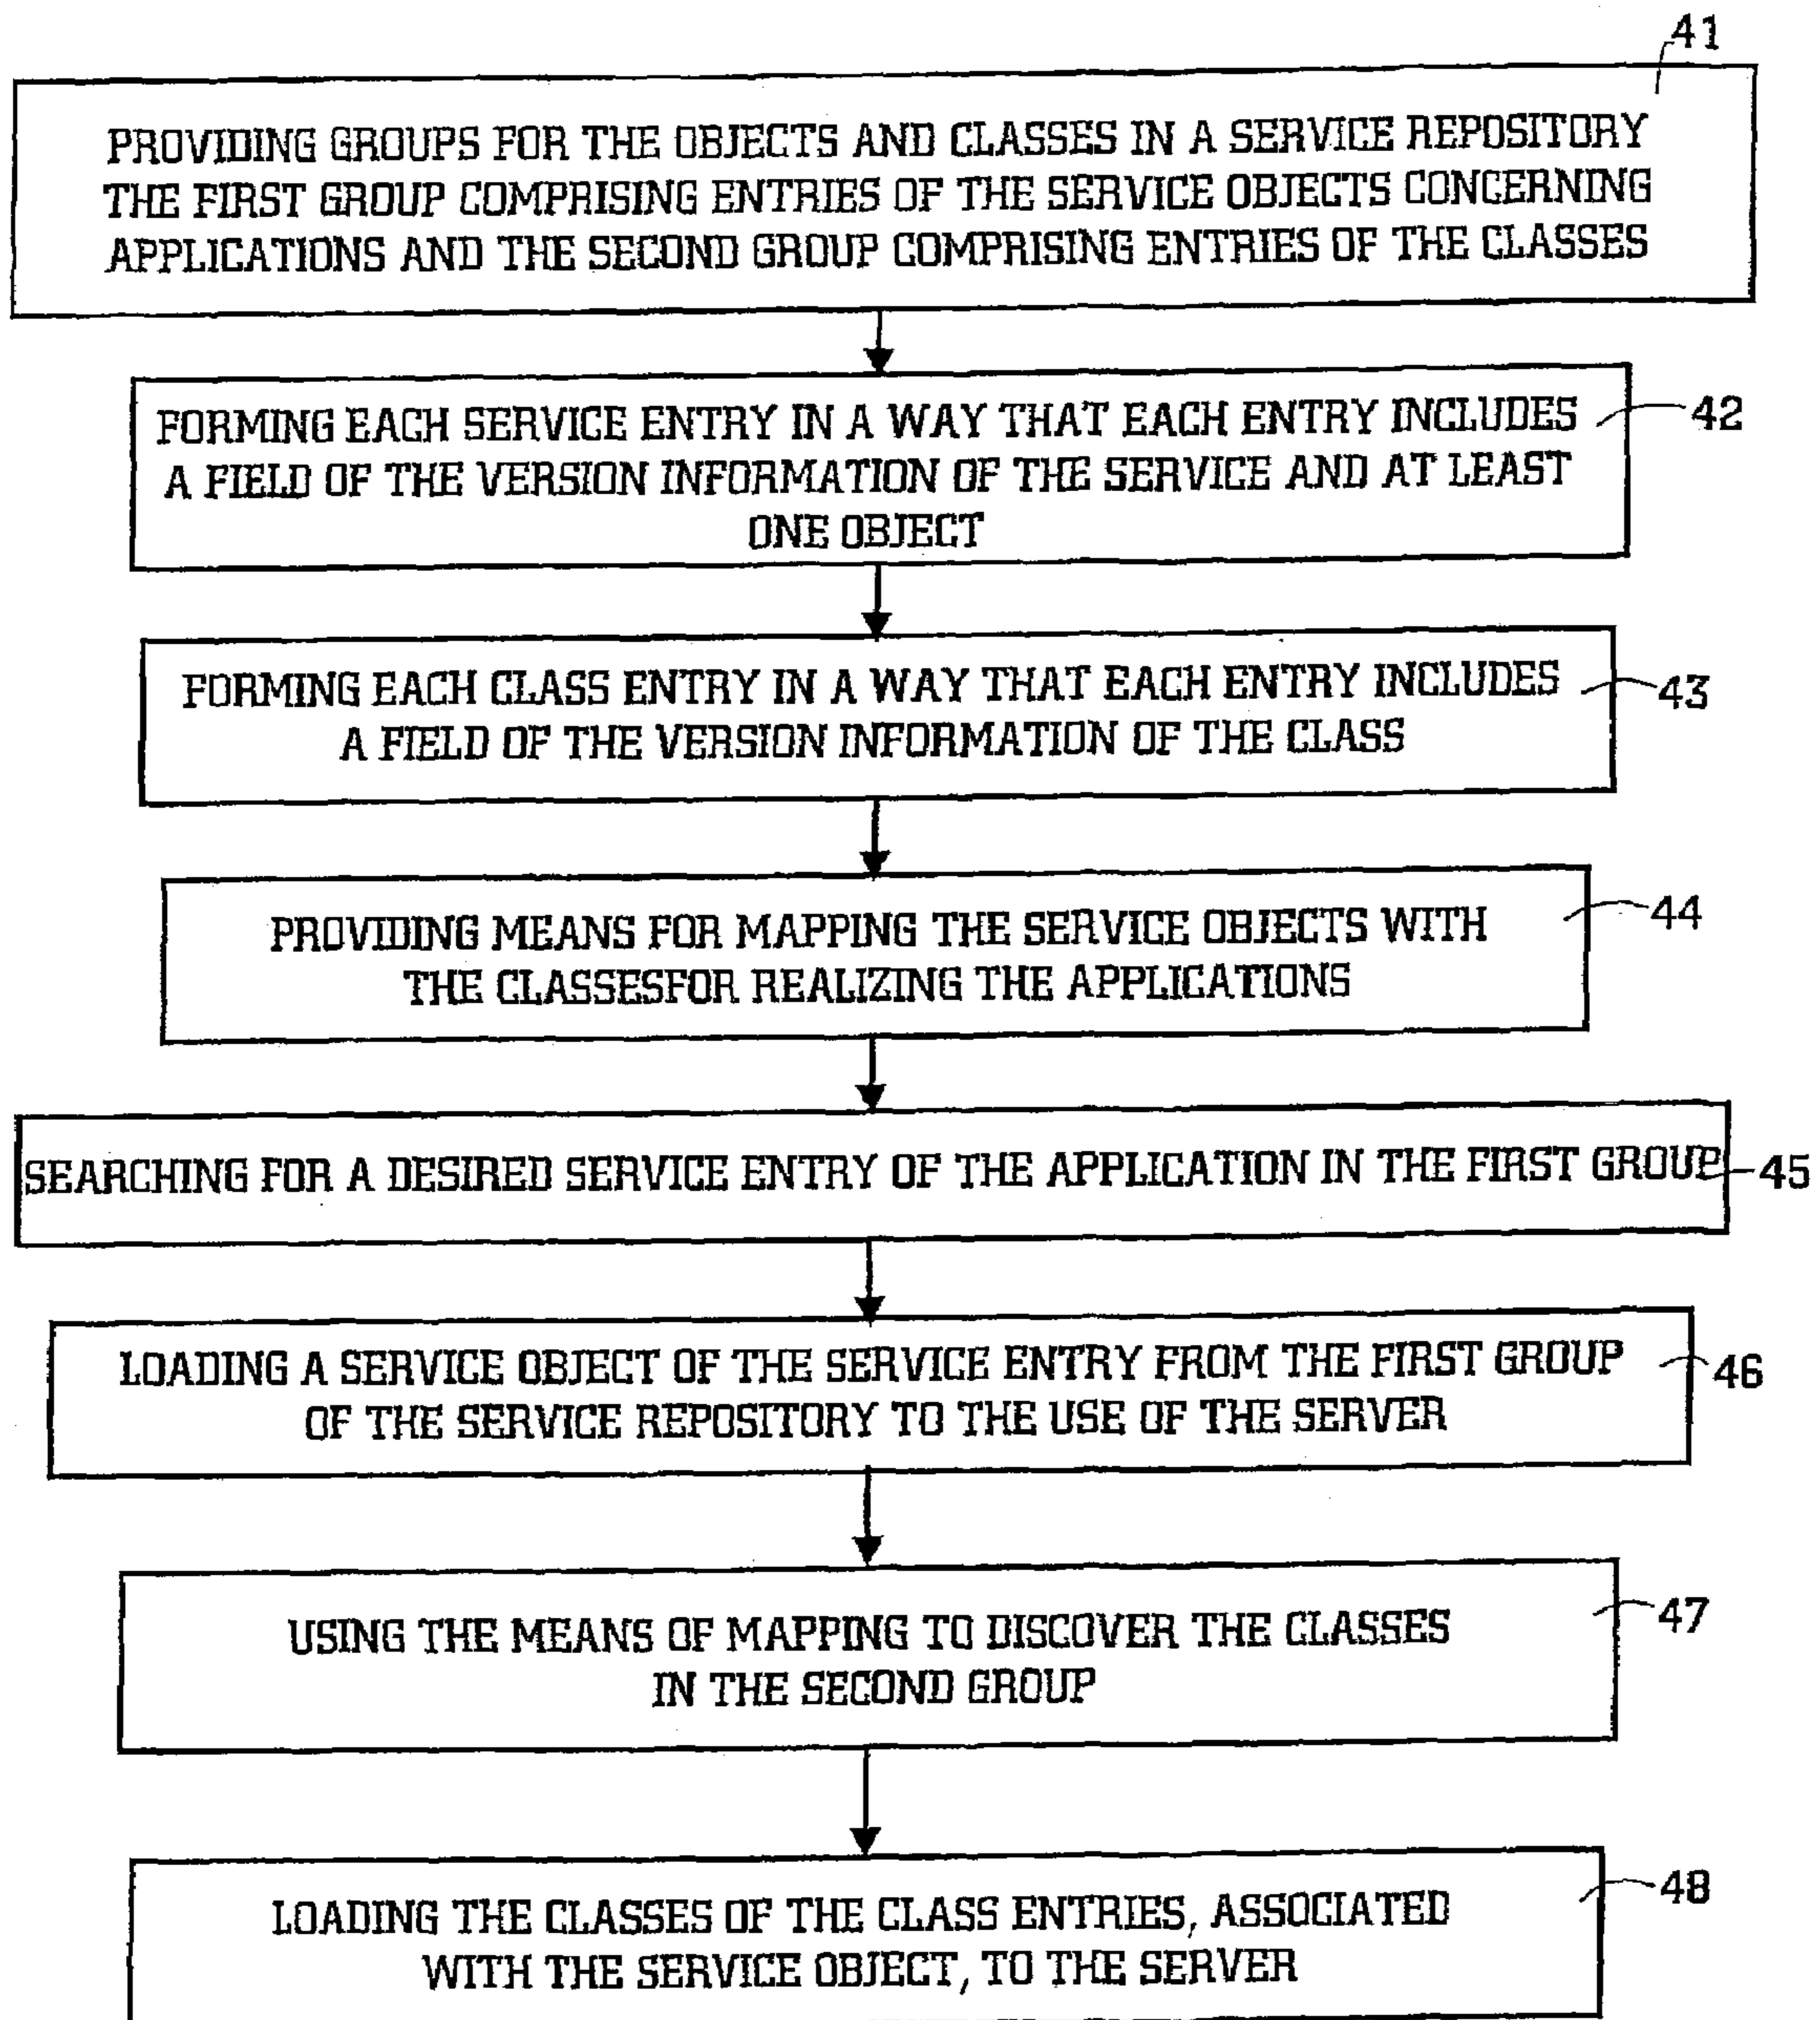 41
PROVIDING GROUPS FOR THE OBJECTS AND CLASSES IN A SERVICE REPOSITORY
THE FIRST GROUP COMPRISING ENTRIES OF THE SERVICE OBJECTS CONCERNING
APPLICATIONS AND THE SECOND GROUP COMPRISING ENTRIES OF THE CLASSES
FORMING EACH SERVICE ENTRY IN A WAY THAT EACH ENTRY INCLUDES
42
A FIELD OF THE VERSION INFORMATION OF THE SERVICE AND AT LEAST
ONE OBJECT
FORMING EACH CLASS ENTRY IN A WAY THAT EACH ENTRY INCLUDES
43
A FIELD OF THE VERSION INFORMATION OF THE CLASS
PROVIDING MEANS FOR MAPPING THE SERVICE OBJECTS WITH
44
THE CLASSESFOR REALIZING THE APPLICATIONS
SEARCHING FOR A DESIRED SERVICE ENTRY OF THE APPLICATION IN THE FIRST GROUP
45
LOADING A SERVICE OBJECT OF THE SERVICE ENTRY FROM THE FIRST GROUP
46
OF THE SERVICE REPOSITORY TO THE USE OF THE SERVER
USING THE MEANS OF MAPPING TO DISCOVER THE CLASSES
47
IN THE SECOND GROUP
LOADING THE CLASSES OF THE CLASS ENTRIES, ASSOCIATED
48
WITH THE SERVICE OBJECT, TO THE SERVER